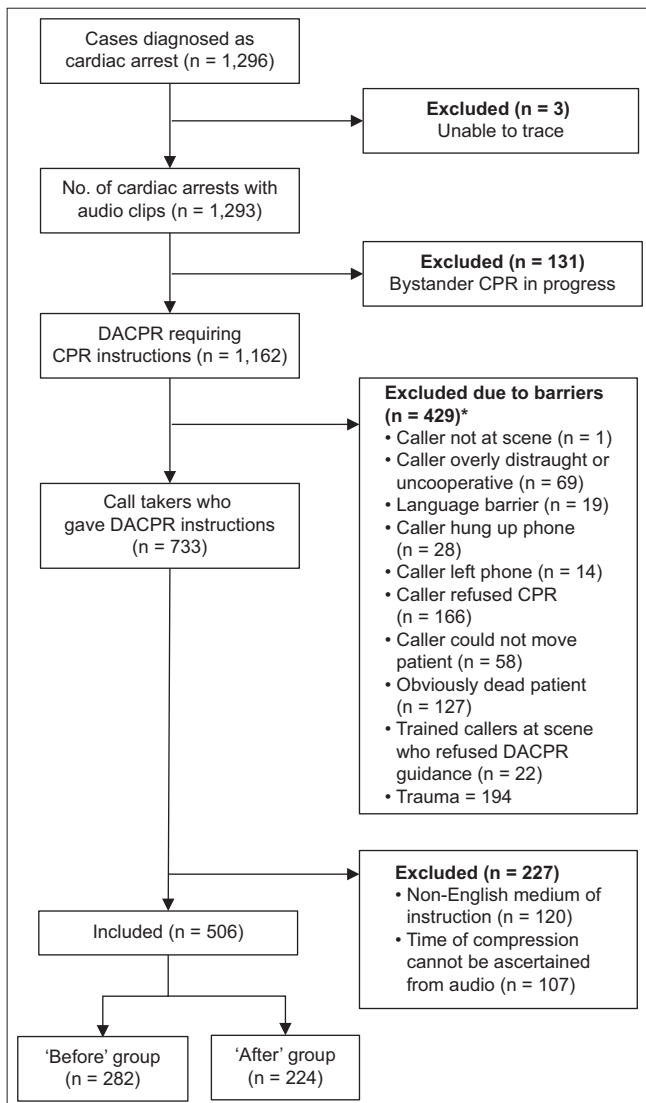 Cases diagnosed as
cardiac arrest (n = 1,296)
Excluded (n = 3)
Unable to trace
No. of cardiac arrests with
audio clips (n = 1,293)
Excluded (n = 131)
Bystander CPR in progress
DACPR requiring
CPR instructions (n = 1,162)
Excluded due to barriers
(n = 429)*
• Caller not at scene (n = 1)
• Caller overly distraught or
uncooperative (n = 69)
• Language barrier (n = 19)
• Caller hung up phone
(n = 28)
• Caller left phone (n = 14)
• Caller refused CPR
(n = 166)
• Caller could not move
patient (n = 58)
• Obviously dead patient
(n = 127)
• Trained callers at scene
who refused DACPR
guidance (n = 22)
• Trauma = 194
Call takers who
gave DACPR instructions
(n = 733)
Excluded (n = 227)
• Non-English medium of
instruction (n = 120)
• Time of compression
cannot be ascertained
from audio (n = 107)
Included (n = 506)
'Before' group
(n = 282)
'After' group
(n = 224)